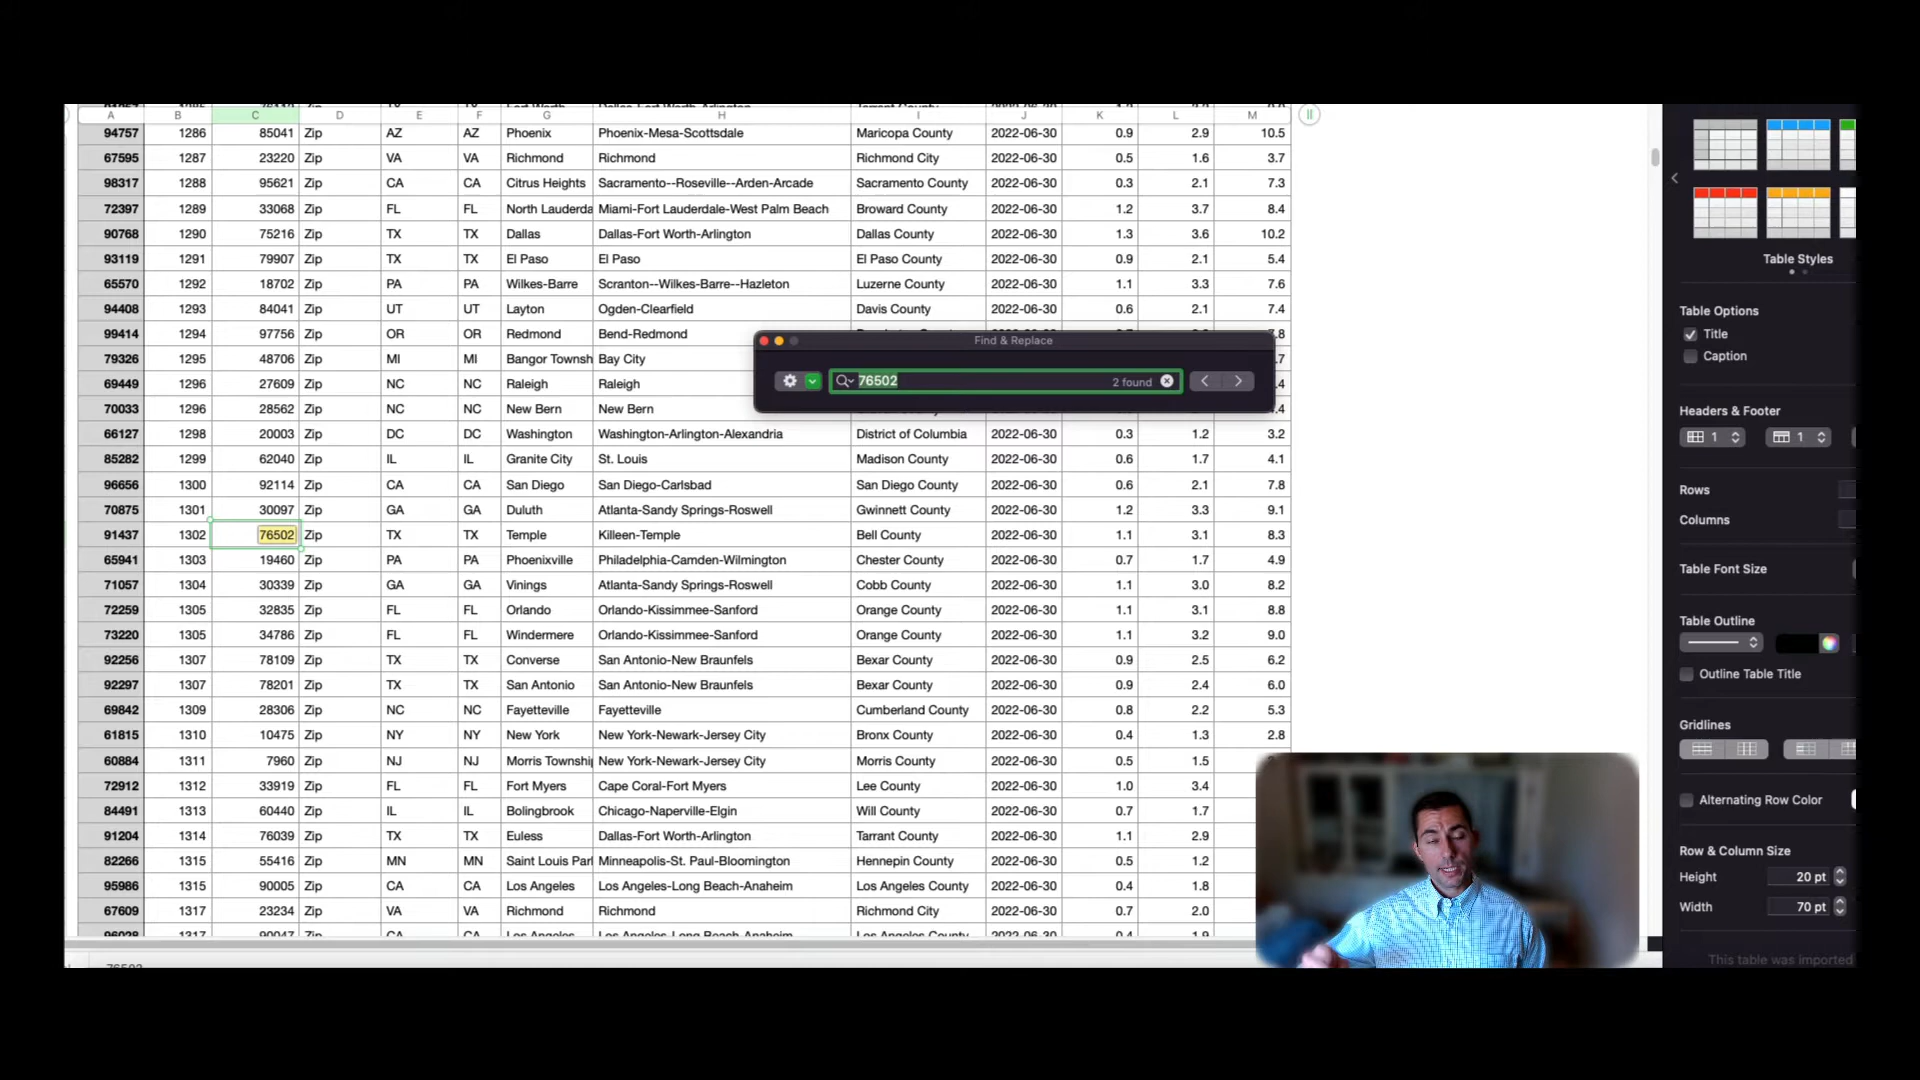 A B C D E F G H I J K L M
94757 1286 85041 Zip AZ AZ Phoenix Phoenix-Mesa-Scottsdale Maricopa County 2022-06-30 0.9 2.9 10.5
67595 1287 23220 Zip VA VA Richmond Richmond Richmond City 2022-06-30 0.5 1.6 3.7
98317 1288 95621 Zip CA CA Citrus Heights Sacramento--Roseville--Arden-Arcade Sacramento County 2022-06-30 0.3 2.1 7.3
72397 1289 33068 Zip FL FL North Lauderda Miami-Fort Lauderdale-West Palm Beach Broward County 2022-06-30 1.2 3.7 8.4
90768 1290 75216 Zip TX TX Dallas Dallas-Fort Worth-Arlington Dallas County 2022-06-30 1.3 3.6 10.2
93119 1291 79907 Zip TX TX El Paso El Paso El Paso County 2022-06-30 0.9 2.1 5.4
65570 1292 18702 Zip PA PA Wilkes-Barre Scranton--Wilkes-Barre--Hazleton Luzerne County 2022-06-30 1.1 3.3 7.6
94408 1293 84041 Zip UT UT Layton Ogden-Clearfield Davis County 2022-06-30 0.6 2.1 7.4
99414 1294 97756 Zip OR OR Redmond Bend-Redmond
79326 1295 48706 Zip MI MI Bangor Townsh Bay City
69449 1296 27609 Zip NC NC Raleigh Raleigh
70033 1296 28562 Zip NC NC New Bern New Bern
66127 1298 20003 Zip DC DC Washington Washington-Arlington-Alexandria District of Columbia 2022-06-30 0.3 1.2 3.2
85282 1299 62040 Zip IL IL Granite City St. Louis Madison County 2022-06-30 0.6 1.7 4.1
96656 1300 92114 Zip CA CA San Diego San Diego-Carlsbad San Diego County 2022-06-30 0.6 2.1 7.8
70875 1301 30097 Zip GA GA Duluth Atlanta-Sandy Springs-Roswell Gwinnett County 2022-06-30 1.2 3.3 9.1
91437 1302 76502 Zip TX TX Temple Killeen-Temple Bell County 2022-06-30 1.1 3.1 8.3
65941 1303 19460 Zip PA PA Phoenixville Philadelphia-Camden-Wilmington Chester County 2022-06-30 0.7 1.7 4.9
71057 1304 30339 Zip GA GA Vinings Atlanta-Sandy Springs-Roswell Cobb County 2022-06-30 1.1 3.0 8.2
72259 1305 32835 Zip FL FL Orlando Orlando-Kissimmee-Sanford Orange County 2022-06-30 1.1 3.1 8.8
73220 1305 34786 Zip FL FL Windermere Orlando-Kissimmee-Sanford Orange County 2022-06-30 1.1 3.2 9.0
92256 1307 78109 Zip TX TX Converse San Antonio-New Braunfels Bexar County 2022-06-30 0.9 2.5 6.2
92297 1307 78201 Zip TX TX San Antonio San Antonio-New Braunfels Bexar County 2022-06-30 0.9 2.4 6.0
69842 1309 28306 Zip NC NC Fayetteville Fayetteville Cumberland County 2022-06-30 0.8 2.2 5.3
61815 1310 10475 Zip NY NY New York New York-Newark-Jersey City Bronx County 2022-06-30 0.4 1.3 2.8
60884 1311 7960 Zip NJ NJ Morris Township New York-Newark-Jersey City Morris County 2022-06-30 0.5 1.5
72912 1312 33919 Zip FL FL Fort Myers Cape Coral-Fort Myers Lee County 2022-06-30 1.0 3.4
84491 1313 60440 Zip IL IL Bolingbrook Chicago-Naperville-Elgin Will County 2022-06-30 0.7 1.7
91204 1314 76039 Zip TX TX Euless Dallas-Fort Worth-Arlington Tarrant County 2022-06-30 1.1 2.9
82266 1315 55416 Zip MN MN Saint Louis Par Minneapolis-St. Paul-Bloomington Hennepin County 2022-06-30 0.5 1.2
95986 1315 90005 Zip CA CA Los Angeles Los Angeles-Long Beach-Anaheim Los Angeles County 2022-06-30 0.4 1.8
67609 1317 23234 Zip VA VA Richmond Richmond Richmond City 2022-06-30 0.7 2.0
96028 1317 90047 Zip CA CA Los Angeles Los Angeles-Long Beach-Anaheim Los Angeles County 2022-06-30 0.4 1.9
76502
Find & Replace
76502 2 found
Table Styles
Table Options
Title
Caption
Headers & Footer
1 1
Rows
Columns
Table Font Size
Table Outline
Outline Table Title
Gridlines
Alternating Row Color
Row & Column Size
Height 20 pt
Width 70 pt
This table was imported